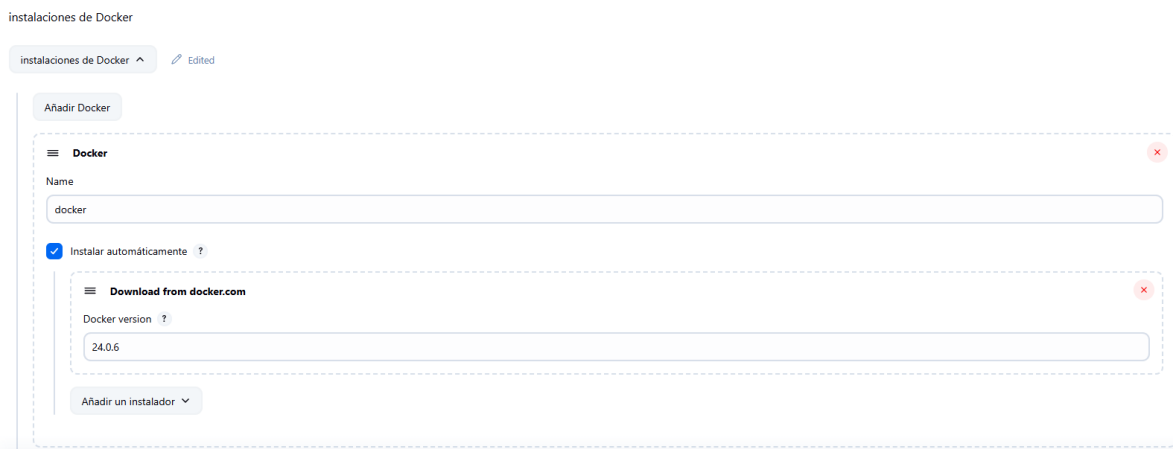 instalaciones de Docker
instalaciones de Docker
Edited
Añadir Docker
Docker
Name
docker
Instalar automáticamente ?
Download from docker.com
Docker version ?
24.0.6
Añadir un instalador